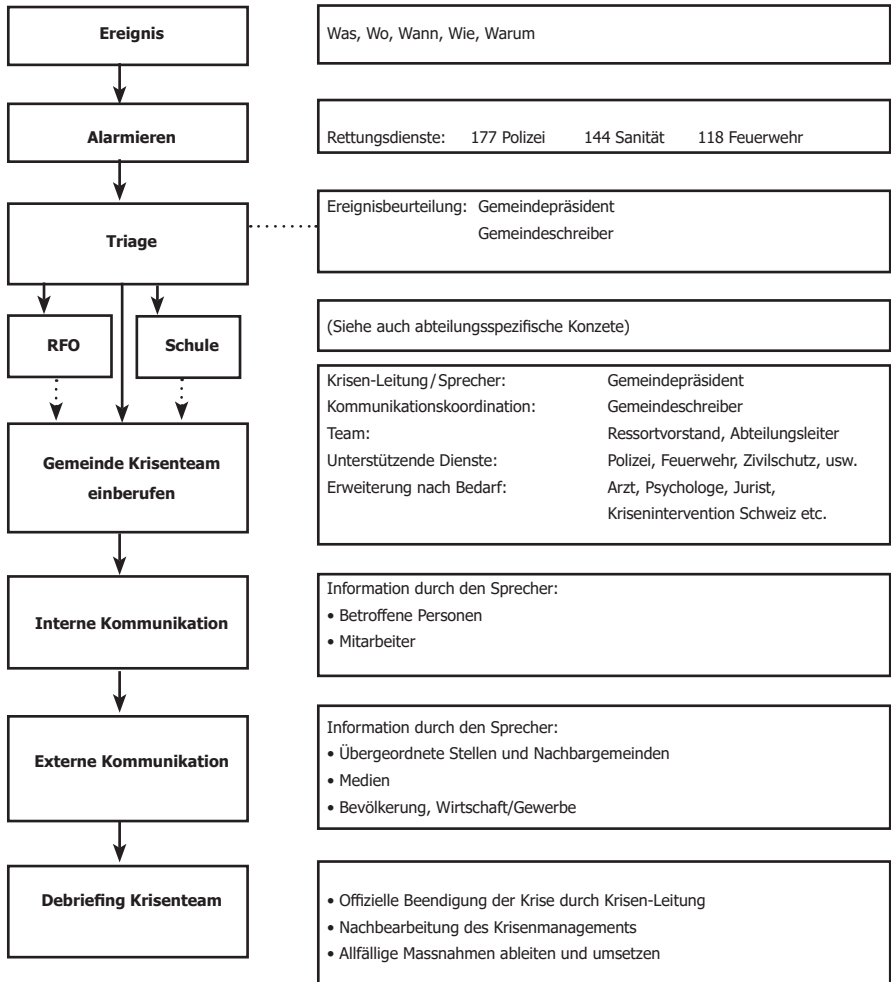 Ereignis
Was, Wo, Wann, Wie, Warum
Alarmieren
Rettungsdienste: 177 Polizei 144 Sanität 118 Feuerwehr
Triage
Ereignisbeurteilung: Gemeindepräsident
Gemeindeschreiber
RFO
Schule
(Siehe auch abteilungsspezifische Konzete)
Gemeinde Krisenteam
einberufen
Krisen-Leitung/Sprecher: Gemeindepräsident
Kommunikationskoordination: Gemeindeschreiber
Team: Ressortvorstand, Abteilungsleiter
Unterstützende Dienste: Polizei, Feuerwehr, Zivilschutz, usw.
Erweiterung nach Bedarf: Arzt, Psychologe, Jurist,
Krisenintervention Schweiz etc.
Interne Kommunikation
Information durch den Sprecher:
• Betroffene Personen
• Mitarbeiter
Externe Kommunikation
Information durch den Sprecher:
• Übergeordnete Stellen und Nachbargemeinden
• Medien
• Bevölkerung, Wirtschaft/Gewerbe
Debriefing Krisenteam
• Offizielle Beendigung der Krise durch Krisen-Leitung
• Nachbearbeitung des Krisenmanagements
• Allfällige Massnahmen ableiten und umsetzen